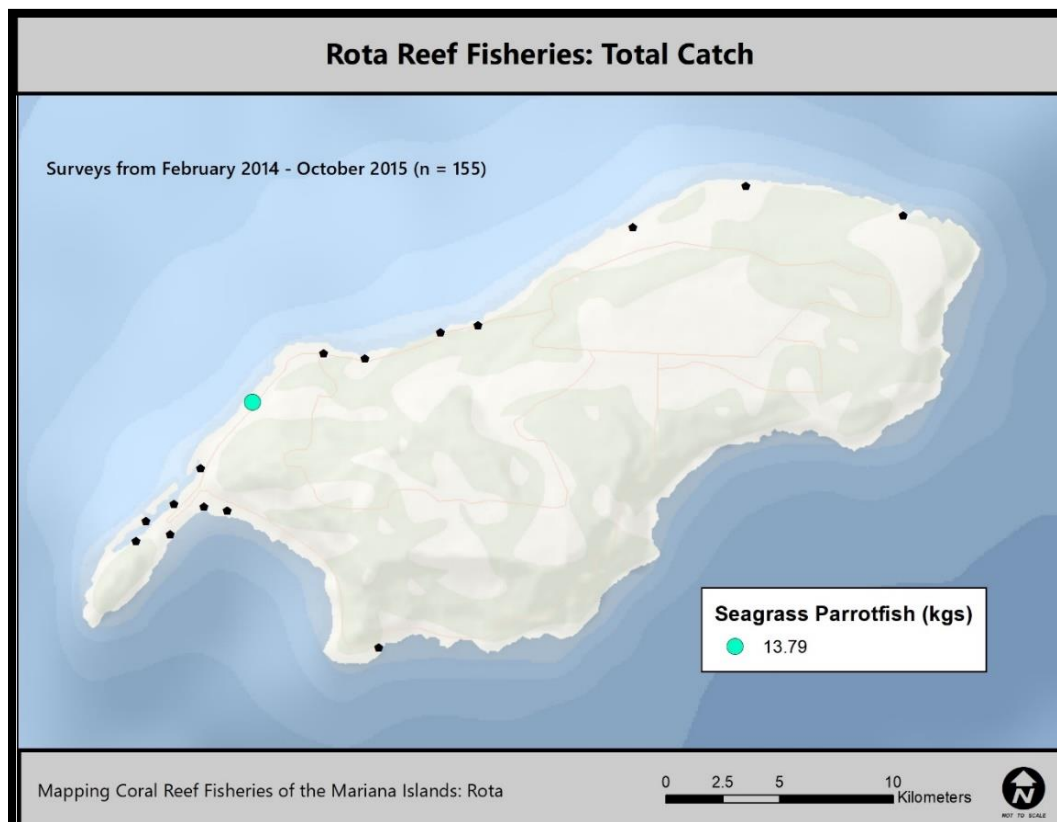 Rota Reef Fisheries: Total Catch
Surveys from February 2014 - October 2015 (n = 155)
Seagrass Parrotfish (kgs)
13.79
Mapping Coral Reef Fisheries of the Mariana Islands: Rota
0 2.5 5 10
Kilometers
N
NOT TO SCALE